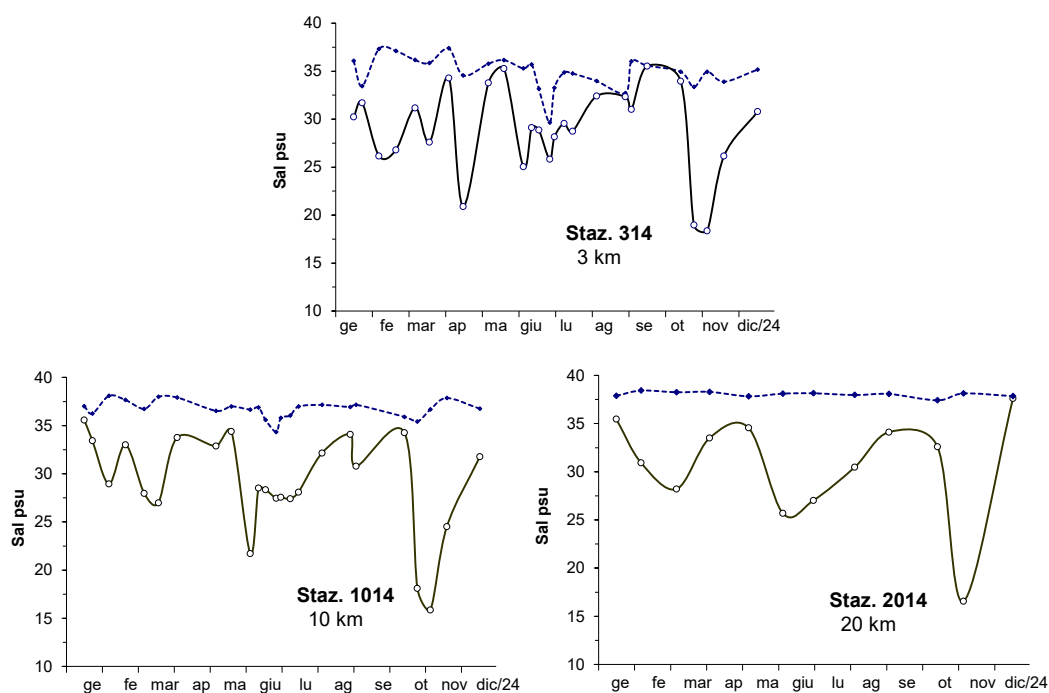 40
35
30
25
20
15
10
Sal psu
Staz. 314
3 km
ge fe mar ap ma giu lu ag se ot nov dic/24
40
35
30
25
20
15
10
Sal psu
Staz. 1014
10 km
ge fe mar ap ma giu lu ag se ot nov dic/24
40
35
30
25
20
15
10
Sal psu
Staz. 2014
20 km
ge fe mar ap ma giu lu ag se ot nov dic/24